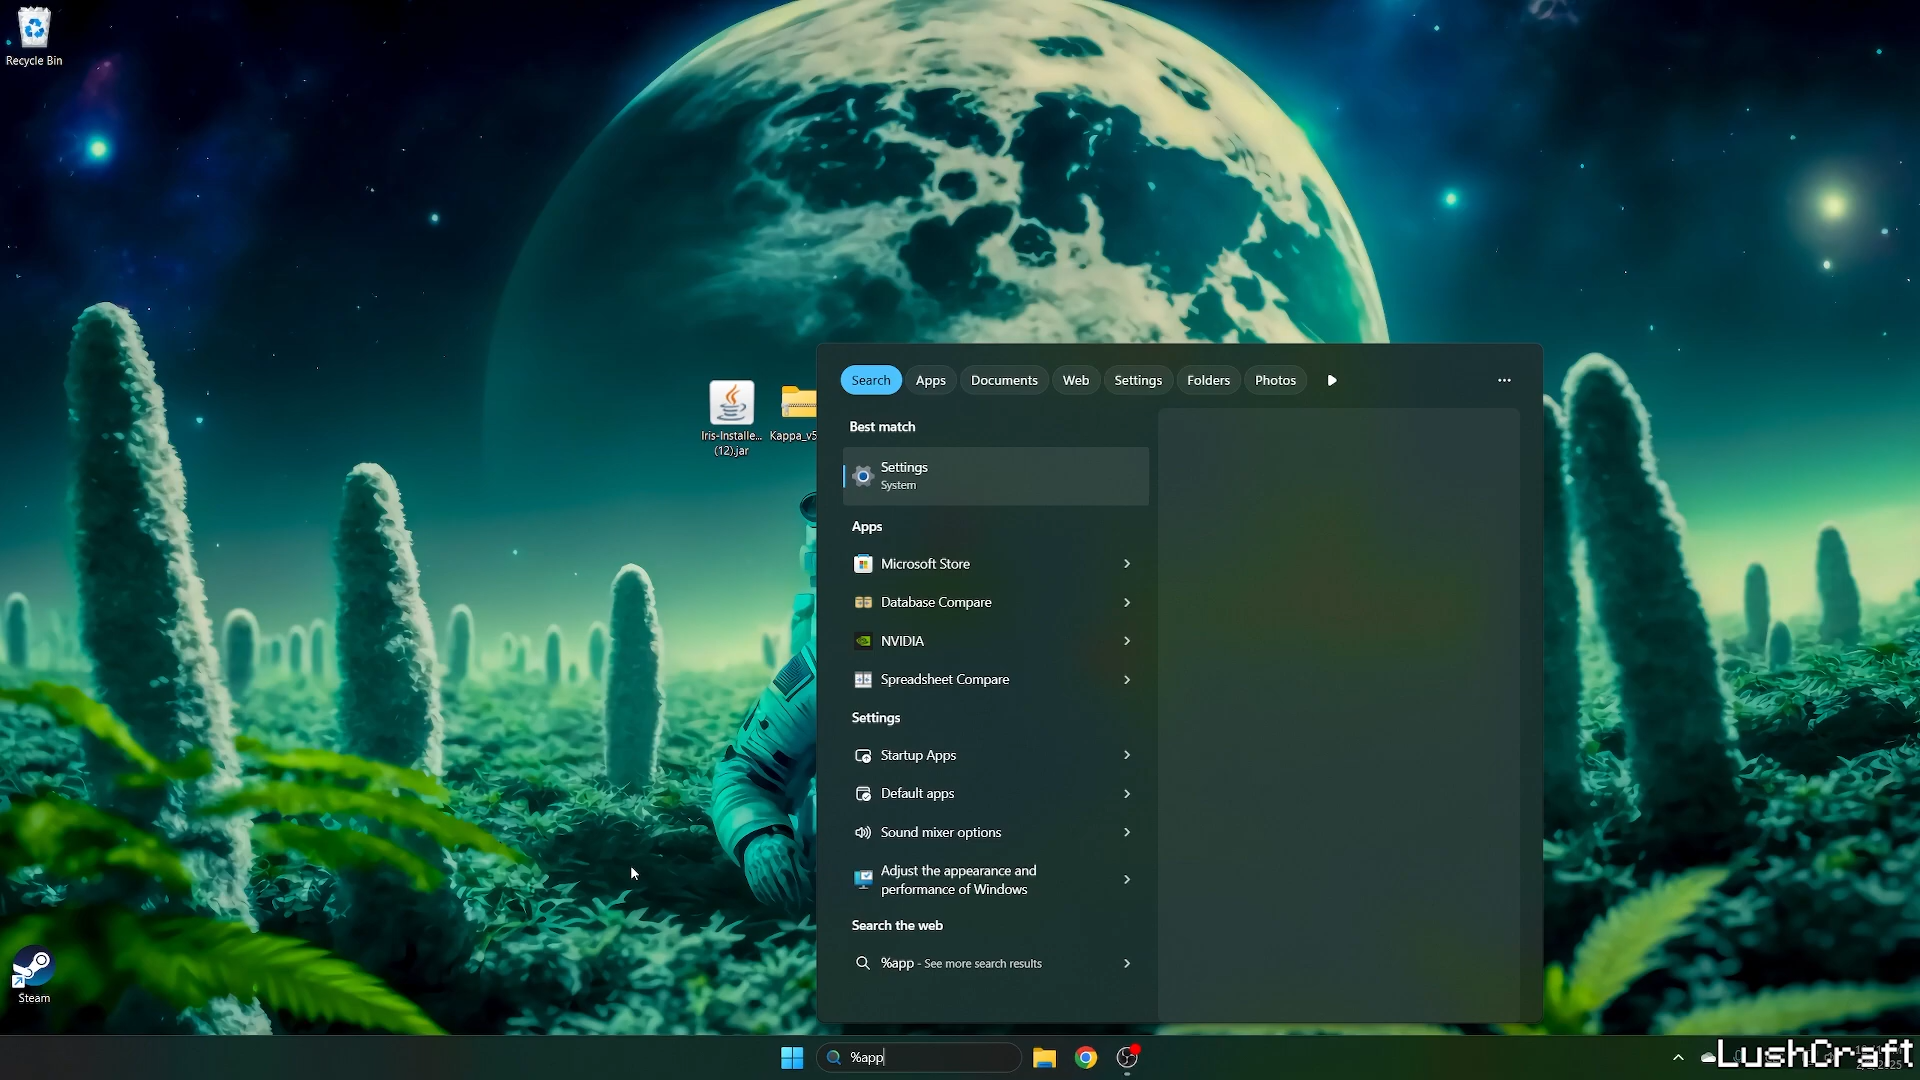 Recycle Bin
Iris-Installe...
(12).jar
Kappa_v5
Search
Apps
Documents
Web
Settings
Folders
Photos
Best match
Settings
System
Apps
Microsoft Store
Database Compare
NVIDIA
Spreadsheet Compare
Settings
Startup Apps
Default apps
Sound mixer options
Adjust the appearance and
performance of Windows
Search the web
%app - See more search results
Steam
%app
LushCraft